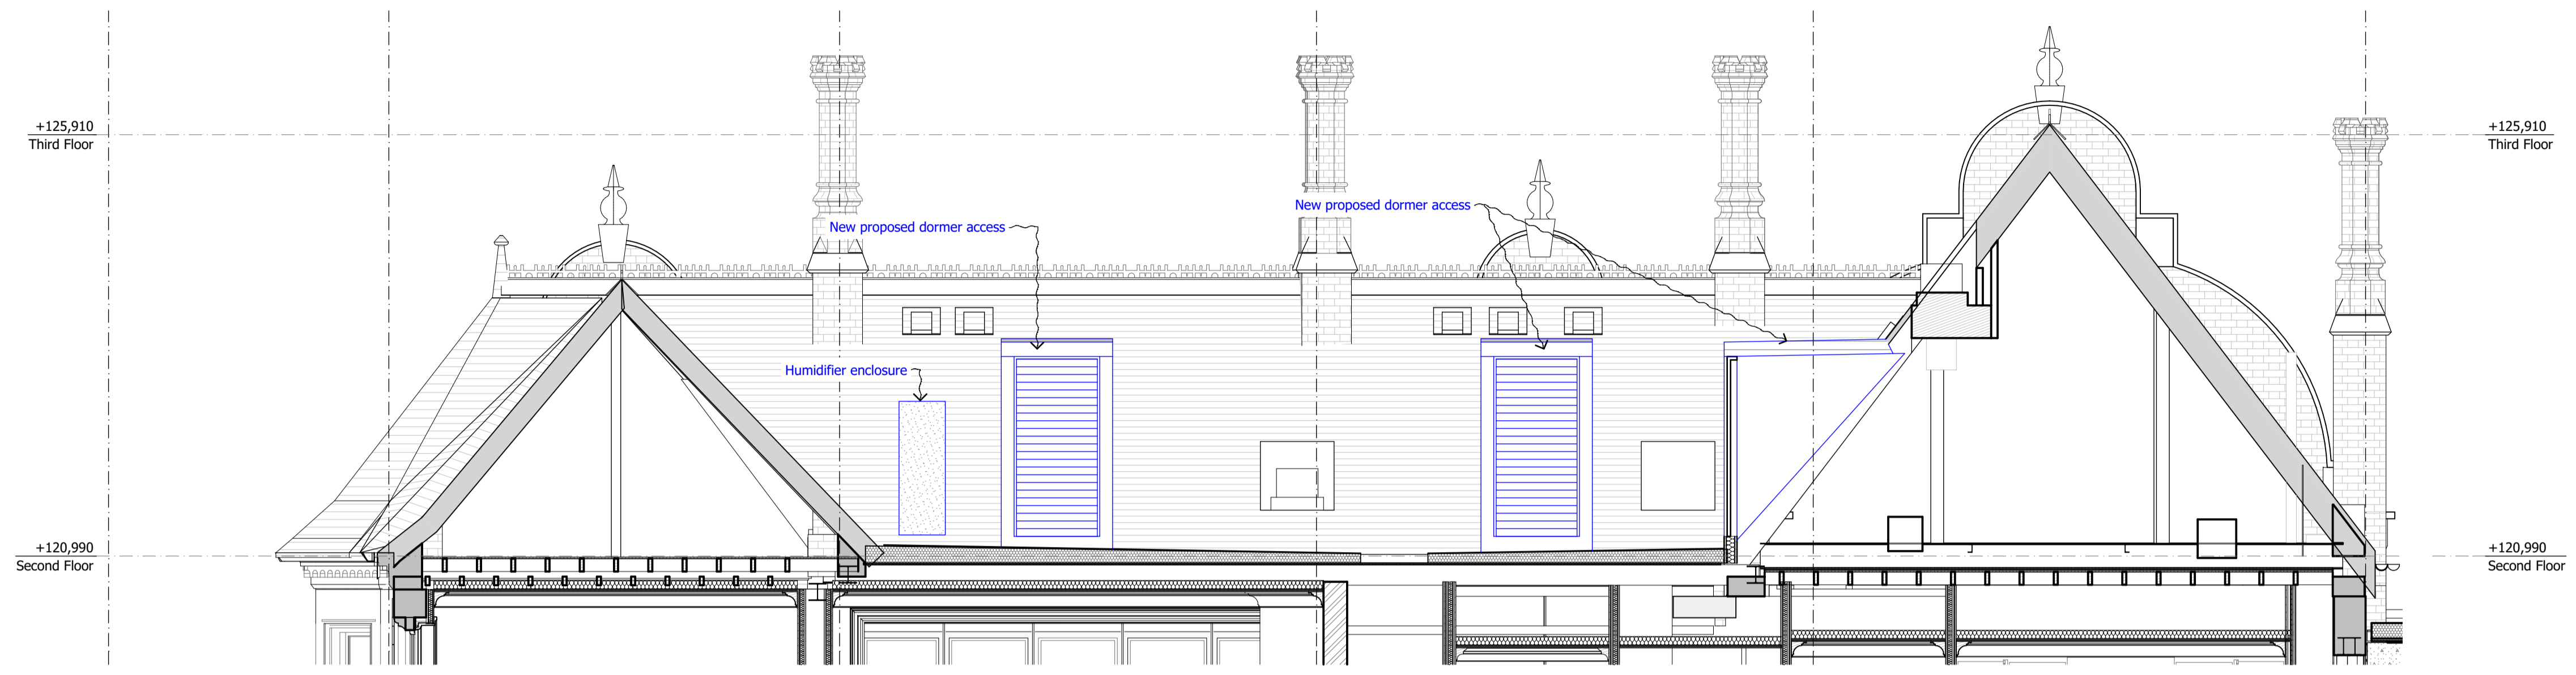 +125,910
Third Floor
+125,910
Third Floor
New proposed dormer access
New proposed dormer access
Humidifier enclosure
+120,990
Second Floor
+120,990
Second Floor